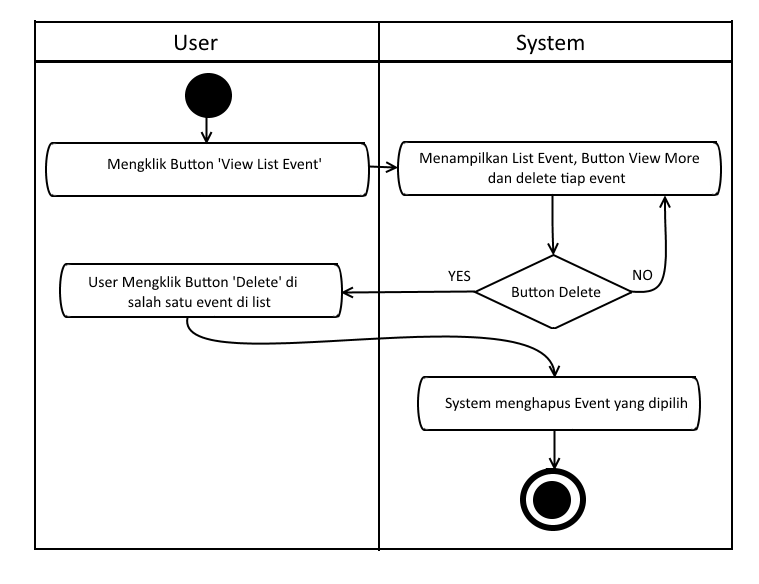 User
System
Mengklik Button 'View List Event'
Menampilkan List Event, Button View More
dan delete tiap event
User Mengklik Button 'Delete' di
salah satu event di list
YES
Button Delete
NO
System menghapus Event yang dipilih